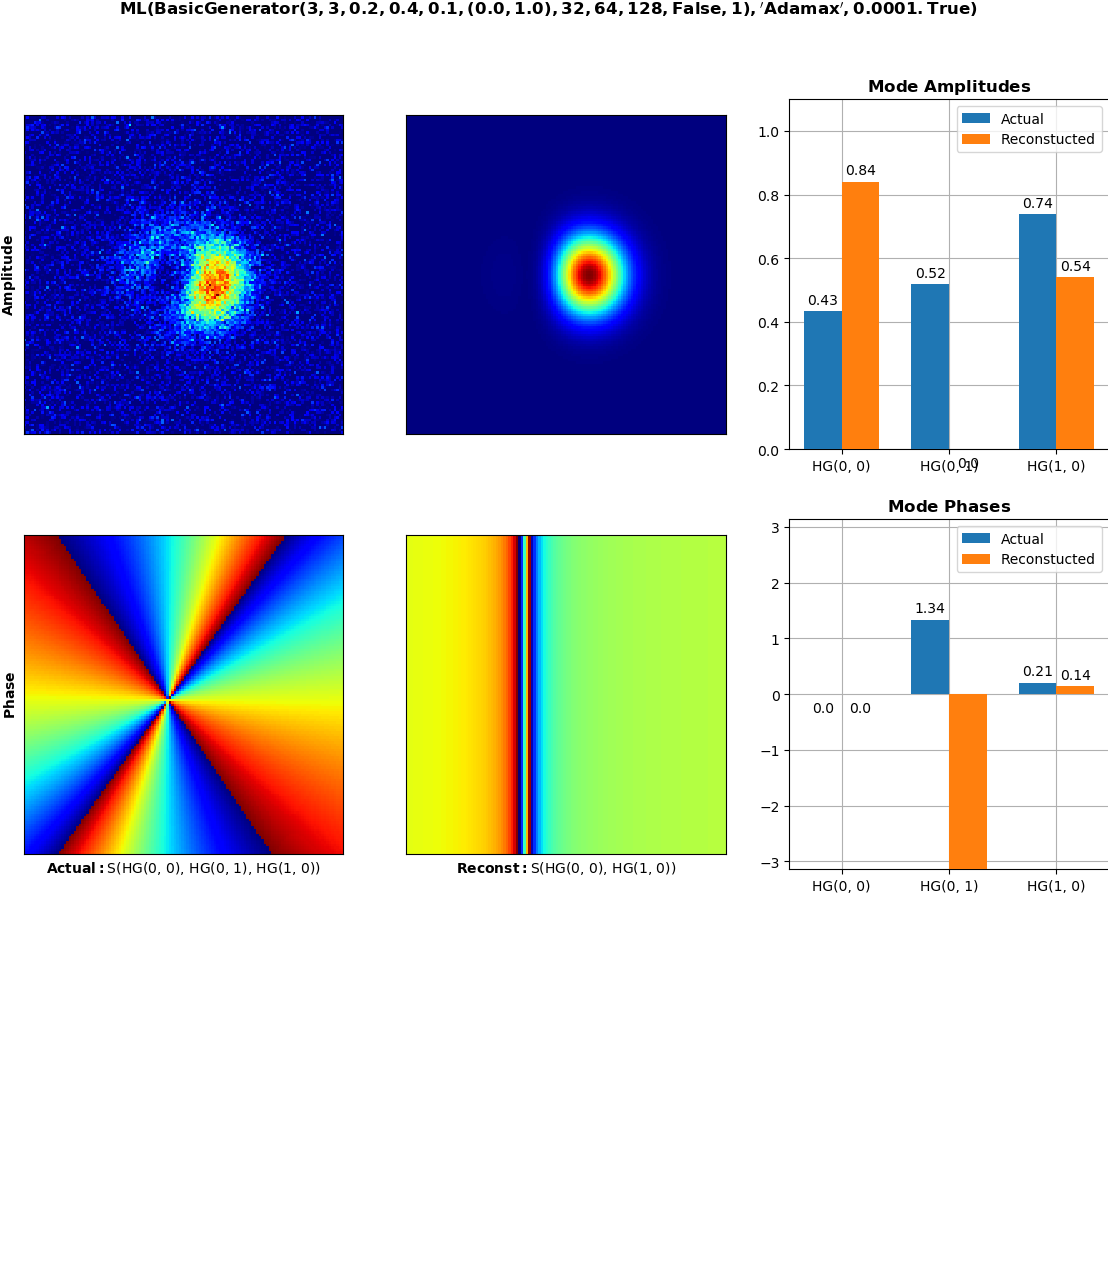 ML(BasicGenerator(3, 3, 0.2, 0.4, 0.1, (0.0, 1.0), 32, 64, 128, False, 1), ′Adamax′, 0.0001. True)
Amplitude
Mode Amplitudes
Actual
Reconstucted
1.0
0.8
0.6
0.4
0.2
0.0
0.43
0.84
0.52
0.0
0.74
0.54
HG(0, 0)
HG(0, 1)
HG(1, 0)
Phase
Actual: S(HG(0, 0), HG(0, 1), HG(1, 0))
Reconst: S(HG(0, 0), HG(1, 0))
Mode Phases
Actual
Reconstucted
3
2
1
0
−1
−2
−3
0.0
0.0
1.34
0.21
0.14
HG(0, 0)
HG(0, 1)
HG(1, 0)